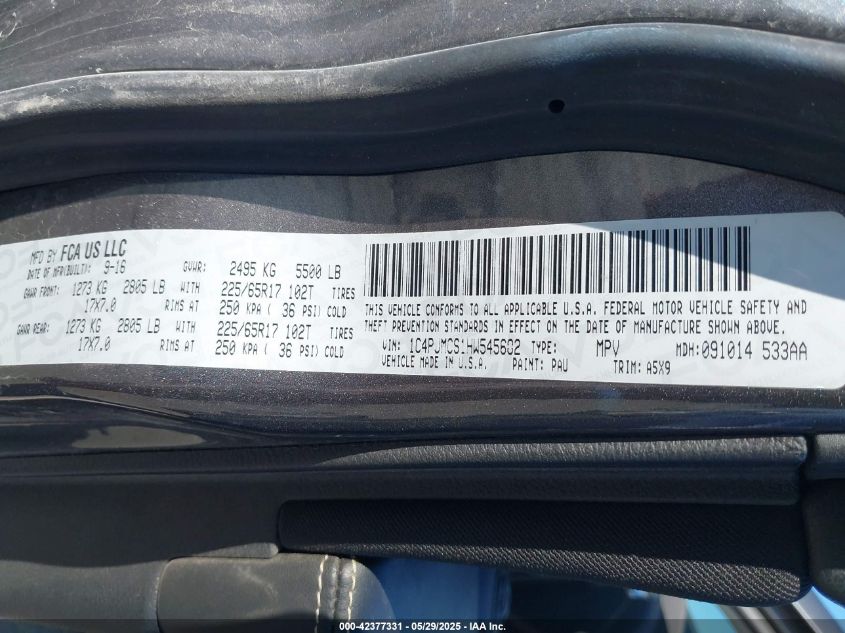 MFD BY FCA US LLC
DATE OF MFR(BUILT): 9-16 GVWR: 2495 KG 5500 LB
GAWR FRONT: 1273 KG 2805 LB WITH 225/65R17 102T TIRES
17X7.0 RIMS AT 250 KPA ( 36 PSI) COLD
GAWR REAR: 1273 KG 2805 LB WITH 225/65R17 102T TIRES
17X7.0 RIMS AT 250 KPA ( 36 PSI) COLD
THIS VEHICLE CONFORMS TO ALL APPLICABLE U.S.A. FEDERAL MOTOR VEHICLE SAFETY AND
THEFT PREVENTION STANDARDS IN EFFECT ON THE DATE OF MANUFACTURE SHOWN ABOVE.
VIN: TYPE: MPV MDH:091014 533AA
VEHICLE MADE IN U.S.A. PAINT: PAU TRIM: A5X9
000-42377331 - 05/29/2025 - IAA Inc.